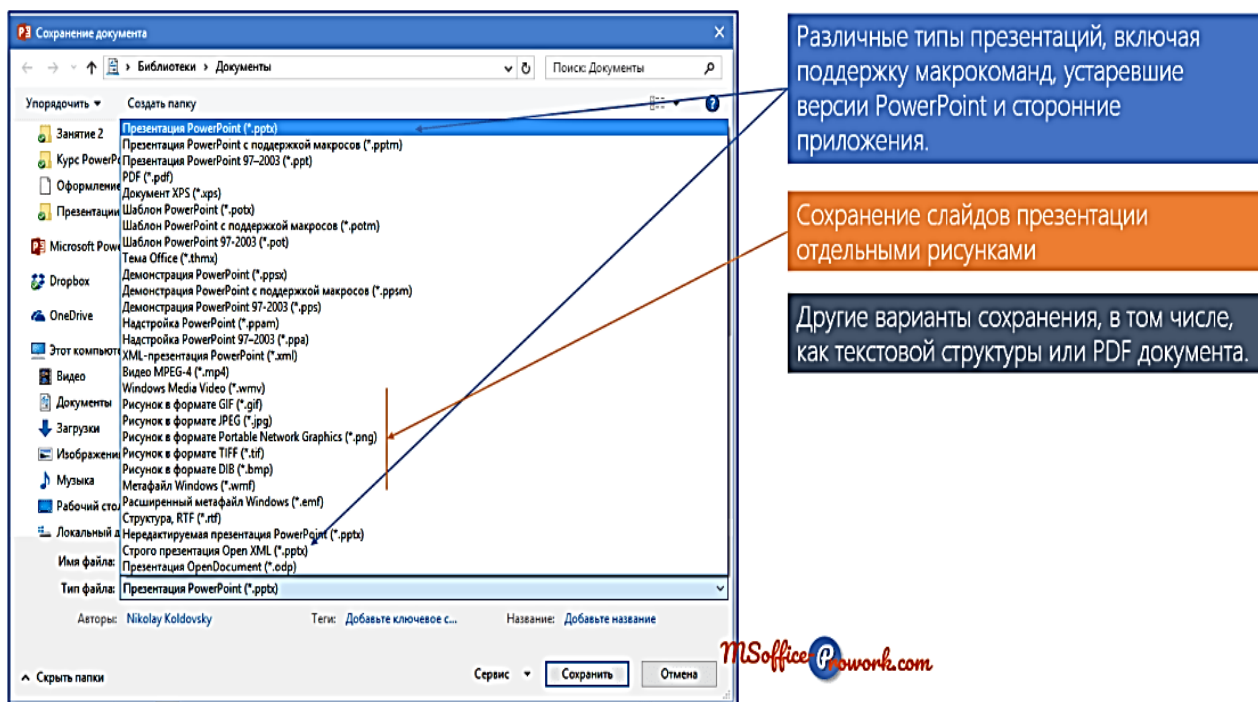 Сохранение документа
Библиотеки › Документы
Поиск: Документы
Упорядочить
Создать папку
Занятие 2
Курс PowerP
Оформление
Презентации
Microsoft Pow
Dropbox
OneDrive
Этот компьют
Видео
Документы
Загрузки
Изображени
Музыка
Рабочий сто
Локальный д
Презентация PowerPoint (*.pptx)
Презентация PowerPoint с поддержкой макросов (*.pptm)
Презентация PowerPoint 97–2003 (*.ppt)
PDF (*.pdf)
Документ XPS (*.xps)
Шаблон PowerPoint (*.potx)
Шаблон PowerPoint с поддержкой макросов (*.potm)
Шаблон PowerPoint 97-2003 (*.pot)
Тема Office (*.thmx)
Демонстрация PowerPoint (*.ppsx)
Демонстрация PowerPoint с поддержкой макросов (*.ppsm)
Демонстрация PowerPoint 97-2003 (*.pps)
Надстройка PowerPoint (*.ppam)
Надстройка PowerPoint 97–2003 (*.ppa)
XML-презентация PowerPoint (*.xml)
Видео MPEG-4 (*.mp4)
Windows Media Video (*.wmv)
Рисунок в формате GIF (*.gif)
Рисунок в формате JPEG (*.jpg)
Рисунок в формате Portable Network Graphics (*.png)
Рисунок в формате TIFF (*.tif)
Рисунок в формате DIB (*.bmp)
Метафайл Windows (*.wmf)
Расширенный метафайл Windows (*.emf)
Структура, RTF (*.rtf)
Нередактируемая презентация PowerPoint (*.pptx)
Строго презентация Open XML (*.pptx)
Презентация OpenDocument (*.odp)
Имя файла:
Тип файла: Презентация PowerPoint (*.pptx)
Авторы: Nikolay Koldovsky
Теги: Добавьте ключевое с...
Название: Добавьте название
Скрыть папки
Сервис
Сохранить
Отмена
Различные типы презентаций, включая
поддержку макрокоманд, устаревшие
версии PowerPoint и сторонние
приложения.
Сохранение слайдов презентации
отдельными рисунками
Другие варианты сохранения, в том числе,
как текстовой структуры или PDF документа.
MSoffice-Prowork.com